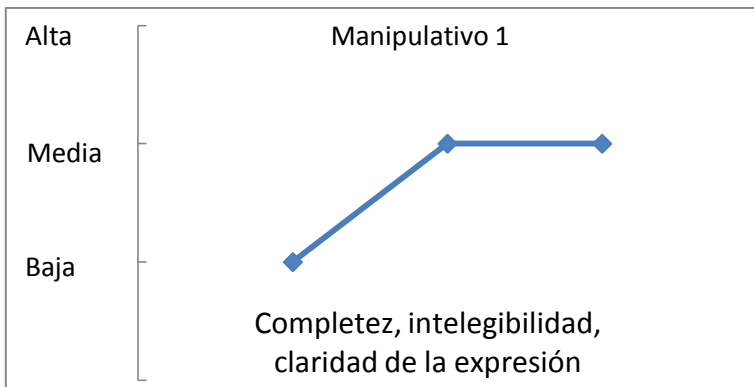 Alta
Manipulativo 1
Media
Baja
Completez, intelegibilidad,
claridad de la expresión